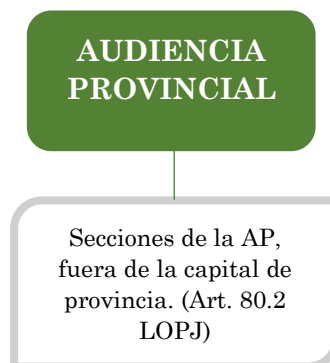 AUDIENCIA
PROVINCIAL
Secciones de la AP,
fuera de la capital de
provincia. (Art. 80.2
LOPJ)